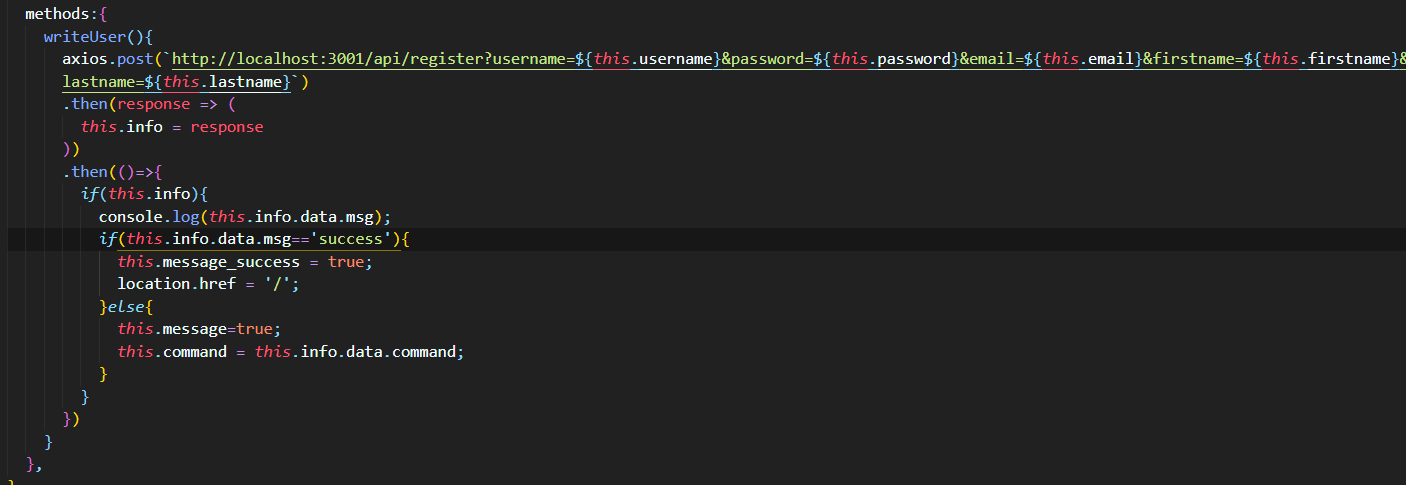 methods:{
writeUser(){
axios.post(`http://localhost:3001/api/register?username=${this.username}&password=${this.password}&email=${this.email}&firstname=${this.firstname}&
lastname=${this.lastname}`)
.then(response => (
this.info = response
))
.then(()=>{
if(this.info){
console.log(this.info.data.msg);
if(this.info.data.msg=='success'){
this.message_success = true;
location.href = '/';
}else{
this.message=true;
this.command = this.info.data.command;
}
}
})
}
},
}